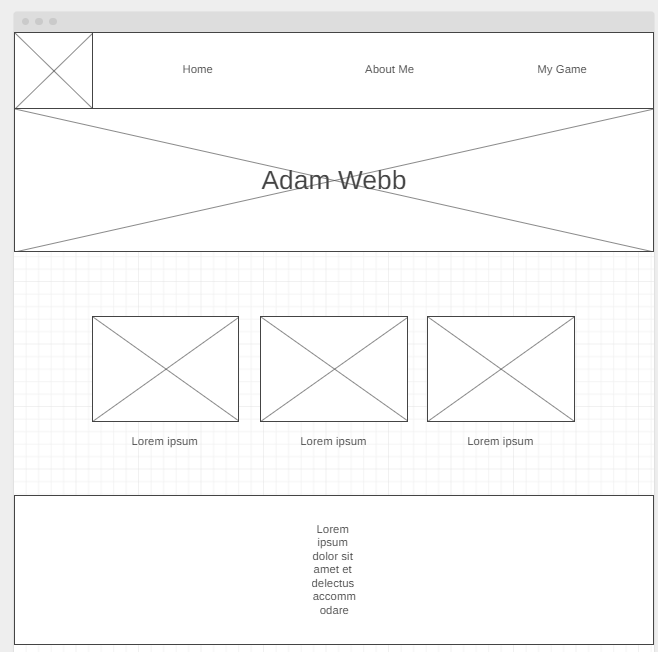 Home About Me My Game
Adam Webb
Lorem ipsum Lorem ipsum Lorem ipsum
Lorem
ipsum
dolor sit
amet et
delectus
accomm
odare